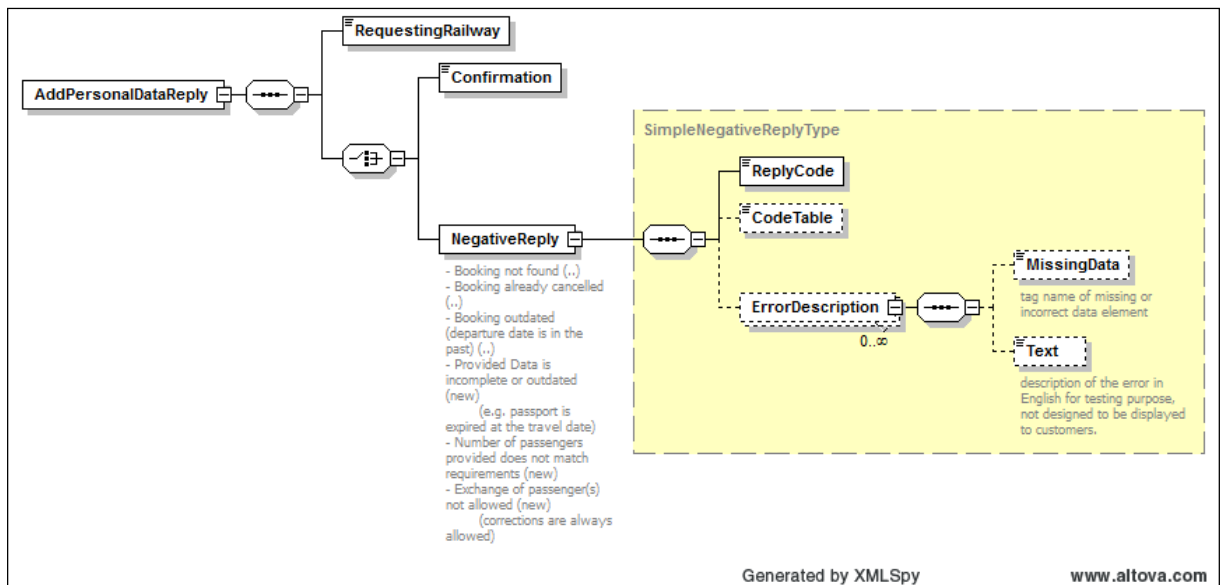 RequestingRailway
AddPersonalDataReply
Confirmation
SimpleNegativeReplyType
ReplyCode
CodeTable
NegativeReply
- Booking not found (..)
- Booking already cancelled
(..)
- Booking outdated
(departure date is in the
past) (..)
- Provided Data is
incomplete or outdated
(new)
(e.g. passport is
expired at the travel date)
- Number of passengers
provided does not match
requirements (new)
- Exchange of passenger(s)
not allowed (new)
(corrections are always
allowed)
ErrorDescription
0..∞
MissingData
tag name of missing or
incorrect data element
Text
description of the error in
English for testing purpose,
not designed to be displayed
to customers.
Generated by XMLSpy
www.altova.com